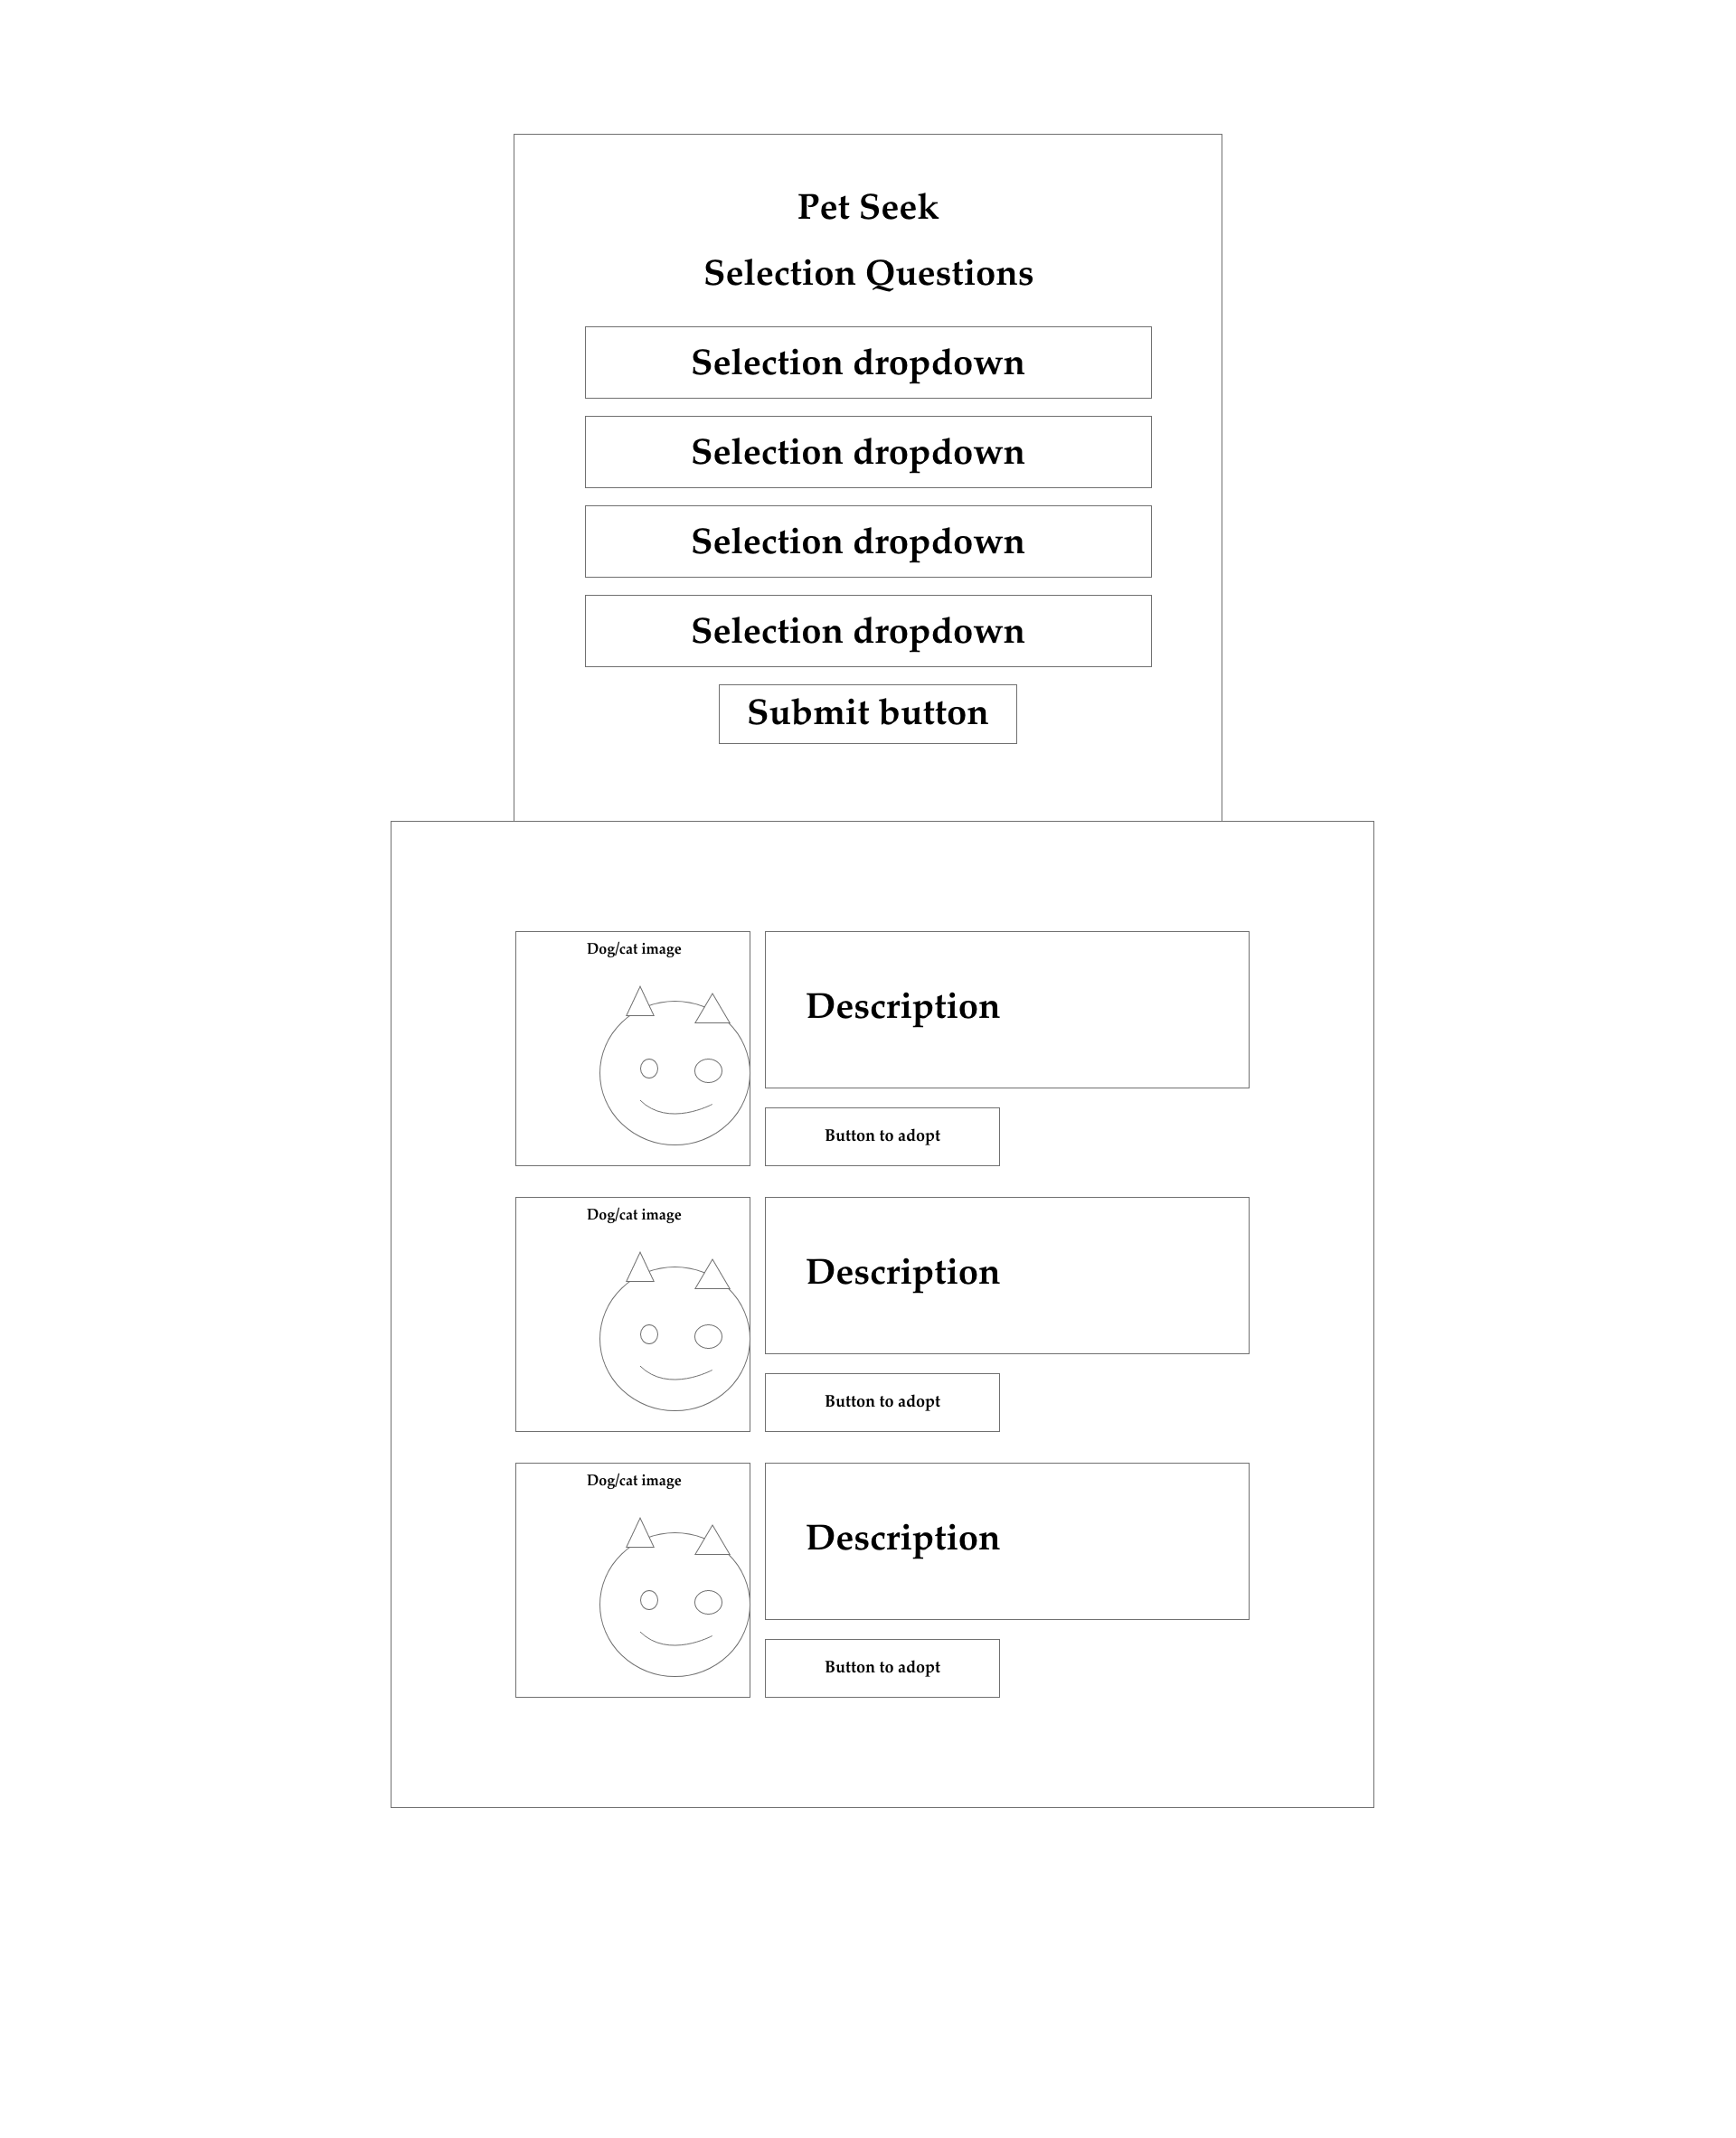 Pet Seek
Selection Questions
Selection dropdown
Selection dropdown
Selection dropdown
Selection dropdown
Submit button
Dog/cat image
Description
Button to adopt
Dog/cat image
Description
Button to adopt
Dog/cat image
Description
Button to adopt